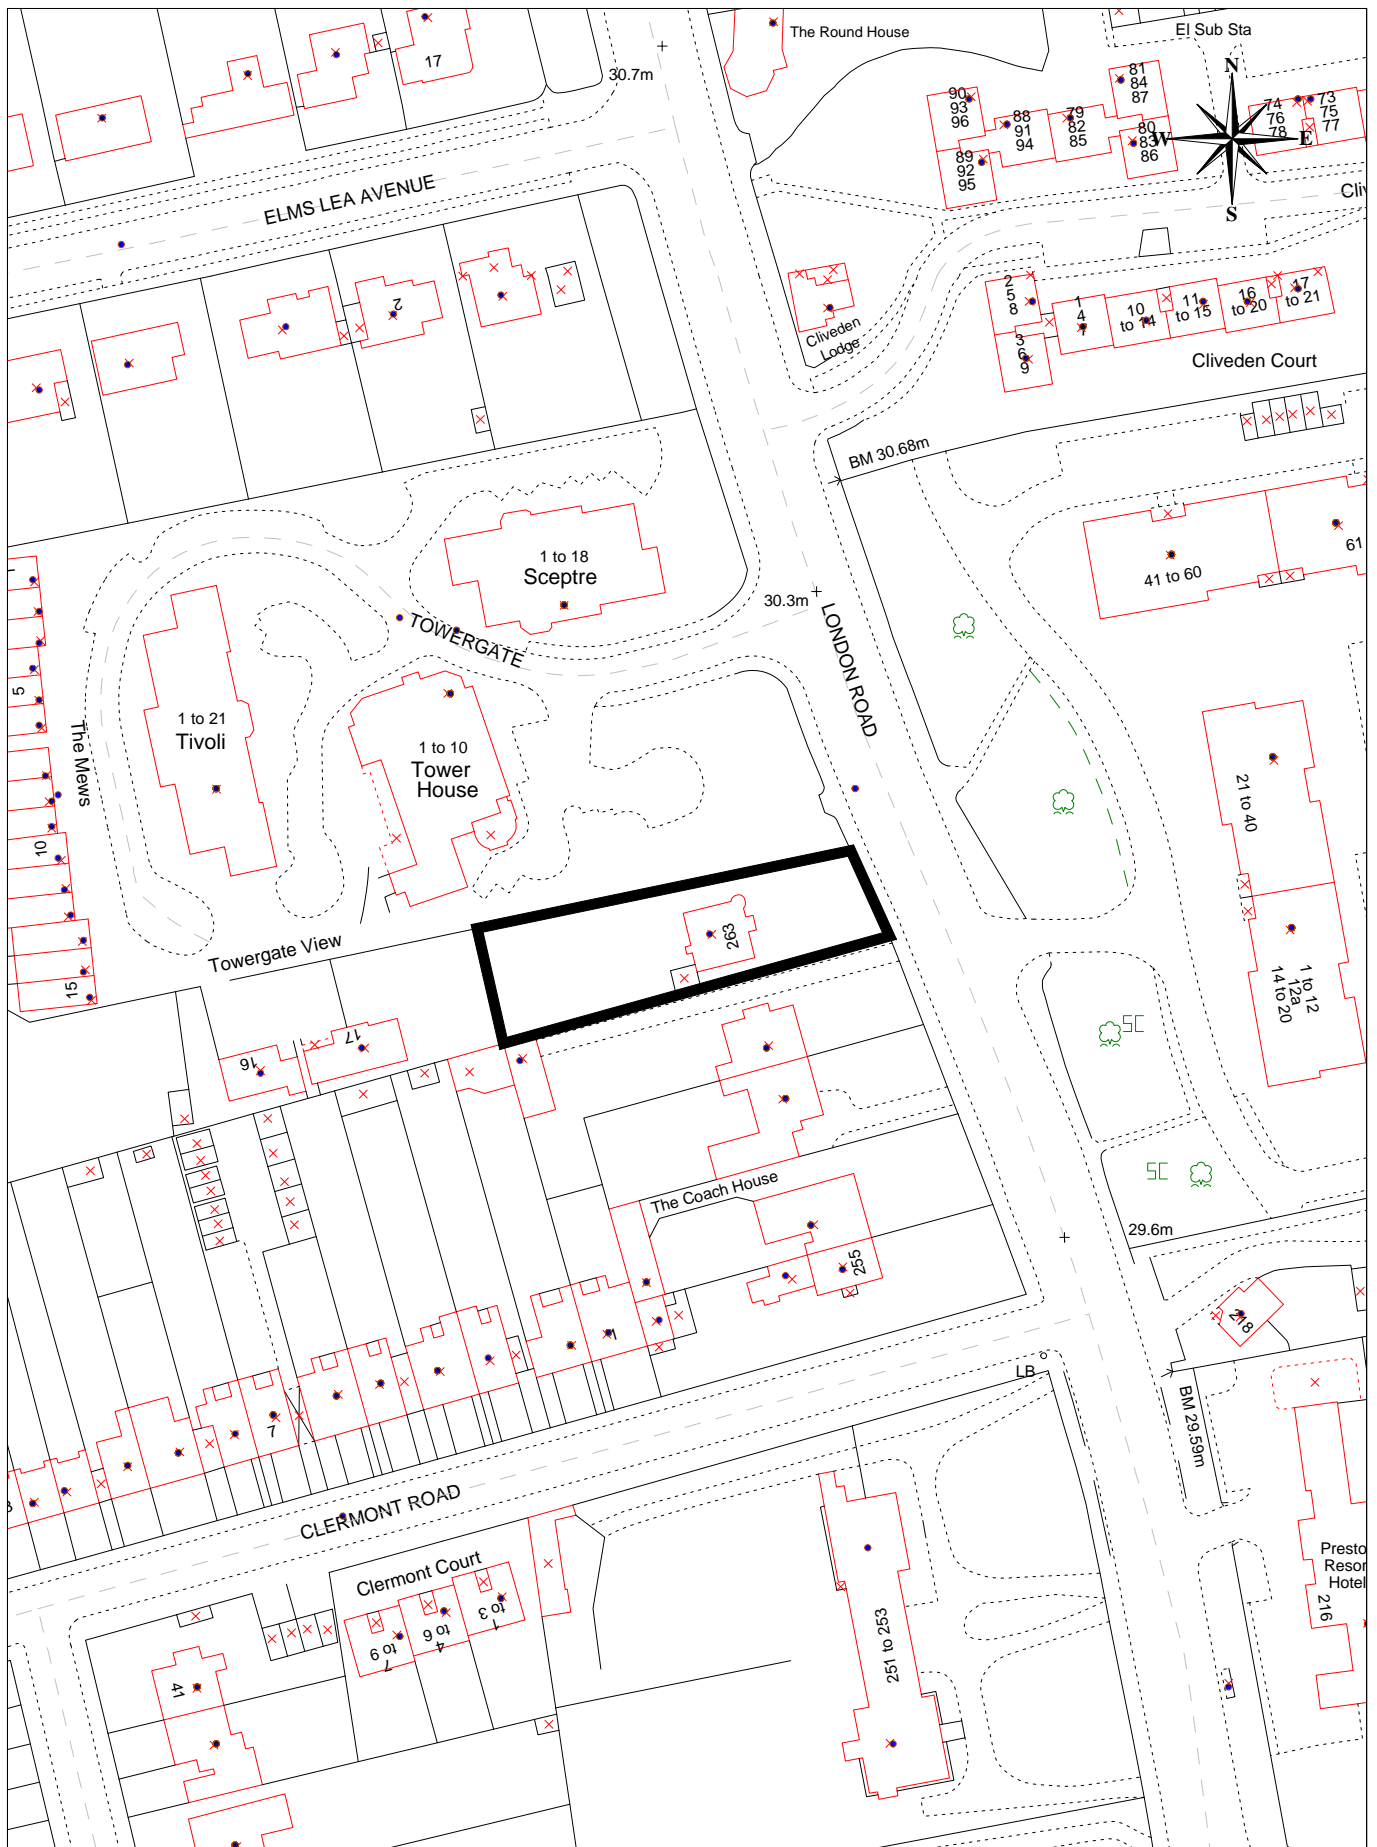 The Round House
El Sub Sta
17
30.7m
N
W
E
S
90
93
96
88
91
94
79
82
85
81
84
87
80
83
86
89
92
95
74
76
78
73
75
77
ELMS LEA AVENUE
2
Cliveden
Lodge
2
5
8
1
4
7
3
6
9
10
to 14
11
to 15
16
to 20
17
to 21
Cliveden Court
BM 30.68m
1 to 18
Sceptre
41 to 60
61
30.3m
TOWERGATE
LONDON ROAD
5
The Mews
1 to 21
Tivoli
1 to 10
Tower
House
21 to 40
10
263
Towergate View
15
1 to 12
12a
14 to 20
16
17
SC
SC
The Coach House
29.6m
255
218
1
LB
BM 29.59m
7
CLERMONT ROAD
Clermont Court
1
to 3
4
to 6
7
to 9
251 to 253
216
41